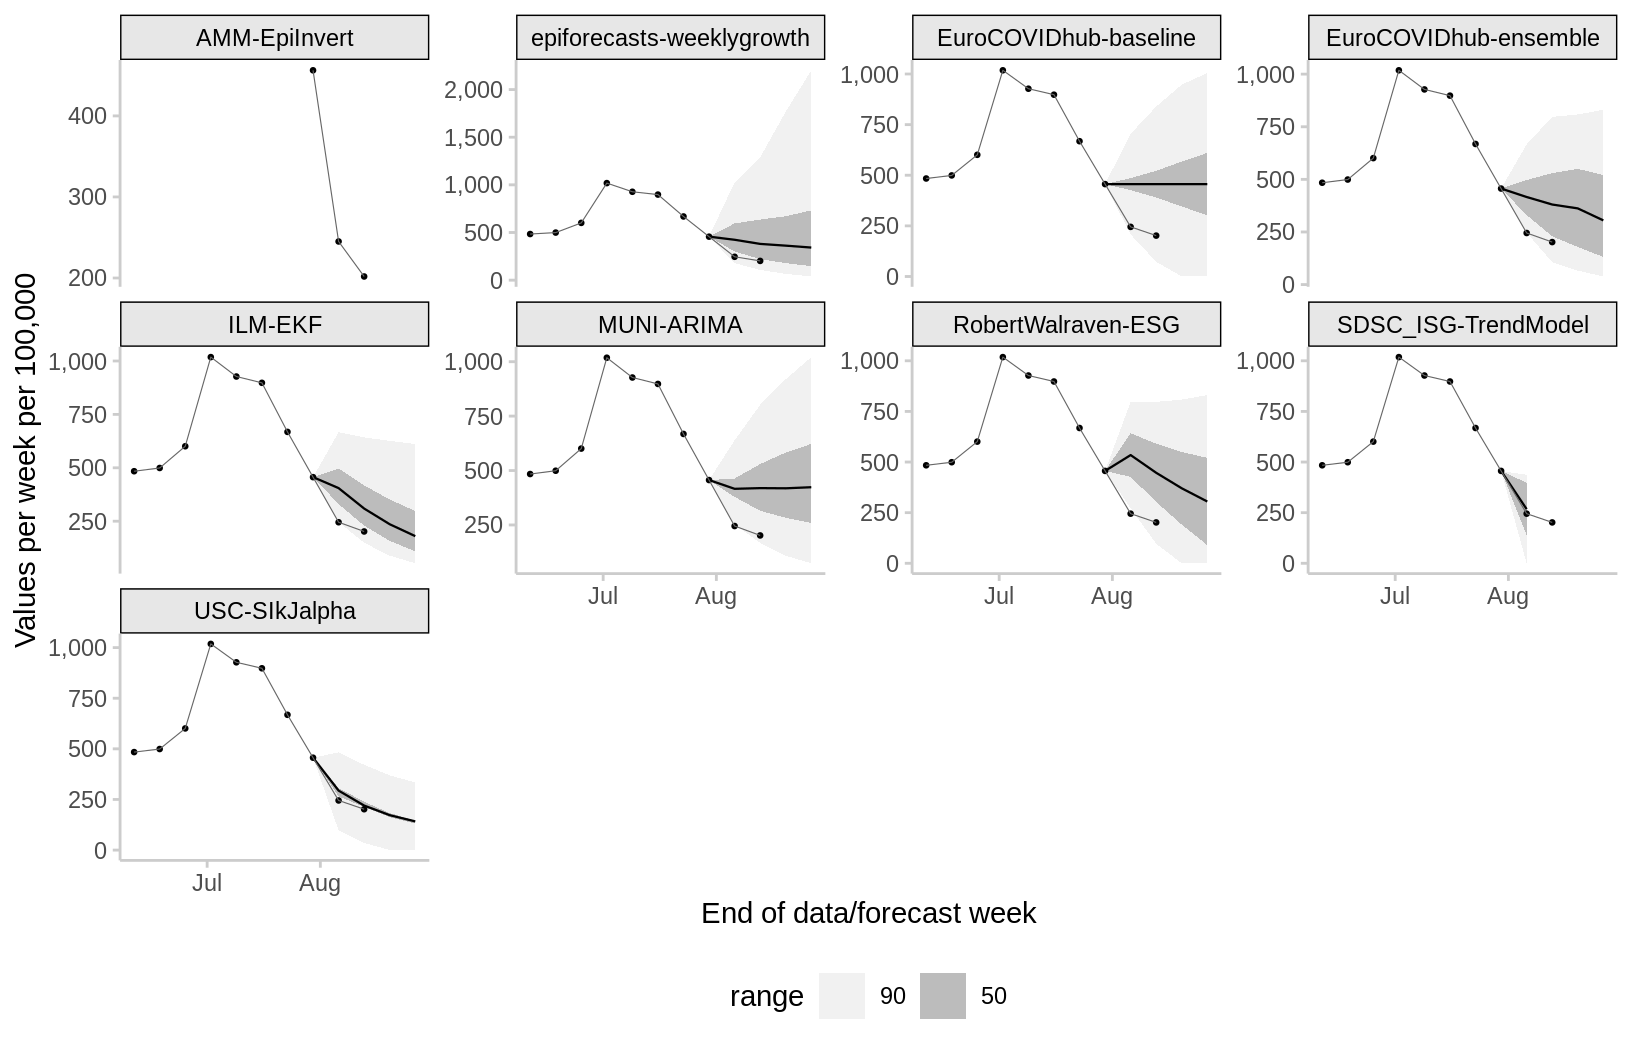 AMM-EpiInvert
epiforecasts-weeklygrowth
EuroCOVIDhub-baseline
EuroCOVIDhub-ensemble
400
300
200
2,000
1,500
1,000
500
0
1,000
750
500
250
0
1,000
750
500
250
0
Values per week per 100,000
ILM-EKF
MUNI-ARIMA
RobertWalraven-ESG
SDSC_ISG-TrendModel
1,000
750
500
250
1,000
750
500
250
Jul Aug
1,000
750
500
250
0
Jul Aug
1,000
750
500
250
0
Jul Aug
USC-SIkJalpha
1,000
750
500
250
0
Jul Aug
End of data/forecast week
range 90 50